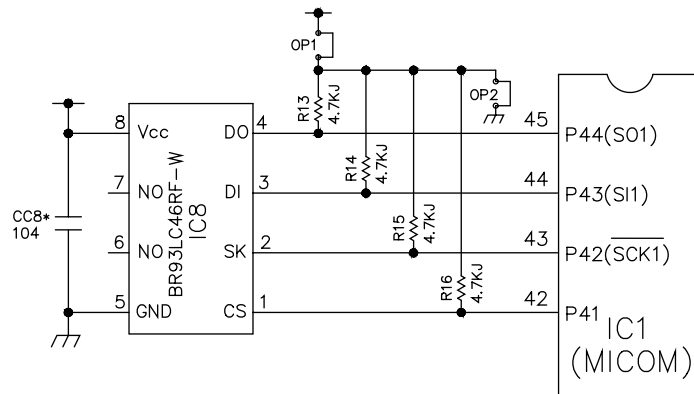 OP1
OP2
R13
4.7KJ
R14
4.7KJ
R15
4.7KJ
R16
4.7KJ
CC8*
104
8 Vcc
7 NO
6 NO
5 GND
BR93LC46RF-W
IC8
DO 4
DI 3
SK 2
CS 1
45 P44(SO1)
44 P43(SI1)
43 P42(SCK1)
42 P41
IC1
(MICOM)